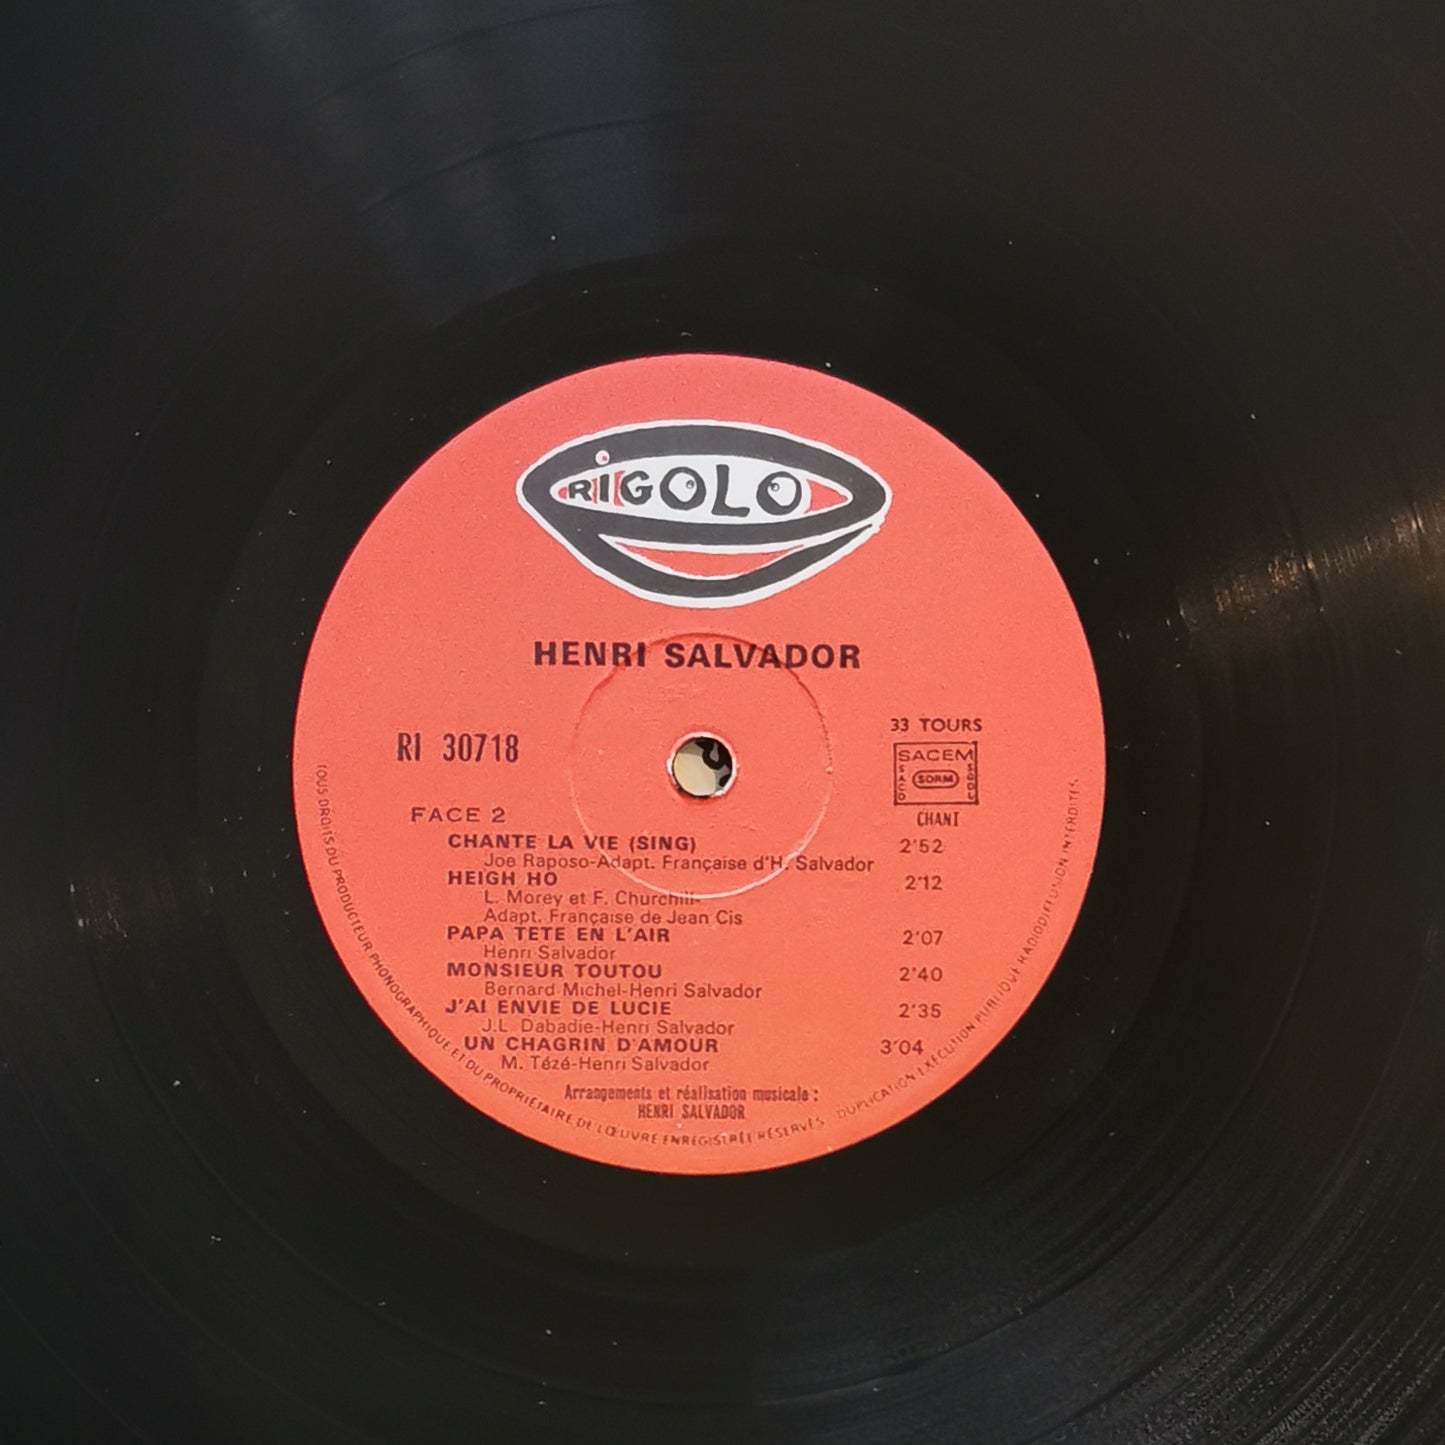 RIGOLO
HENRI SALVADOR
33 TOURS
RI 30718
SACEM
SACD
SDRM
SGDL
FACE 2
CHANT
CHANTE LA VIE (SING) 2'52
Joe Raposo-Adapt. Française d'H. Salvador
HEIGH HO 2'12
L. Morey et F. Churchill-
Adapt. Française de Jean Cis
PAPA TETE EN L'AIR 2'07
Henri Salvador
MONSIEUR TOUTOU 2'40
Bernard Michel-Henri Salvador
J'AI ENVIE DE LUCIE 2'35
J.L Dabadie-Henri Salvador
UN CHAGRIN D'AMOUR 3'04
M. Tézé-Henri Salvador
Arrangements et réalisation musicale :
HENRI SALVADOR
TOUS DROITS DU PRODUCTEUR PHONOGRAPHIQUE ET DU PROPRIÉTAIRE DE L'ŒUVRE ENREGISTRÉE RÉSERVÉS DUPLICATION EXÉCUTION PUBLIQUE RADIODIFFUSION INTERDITES